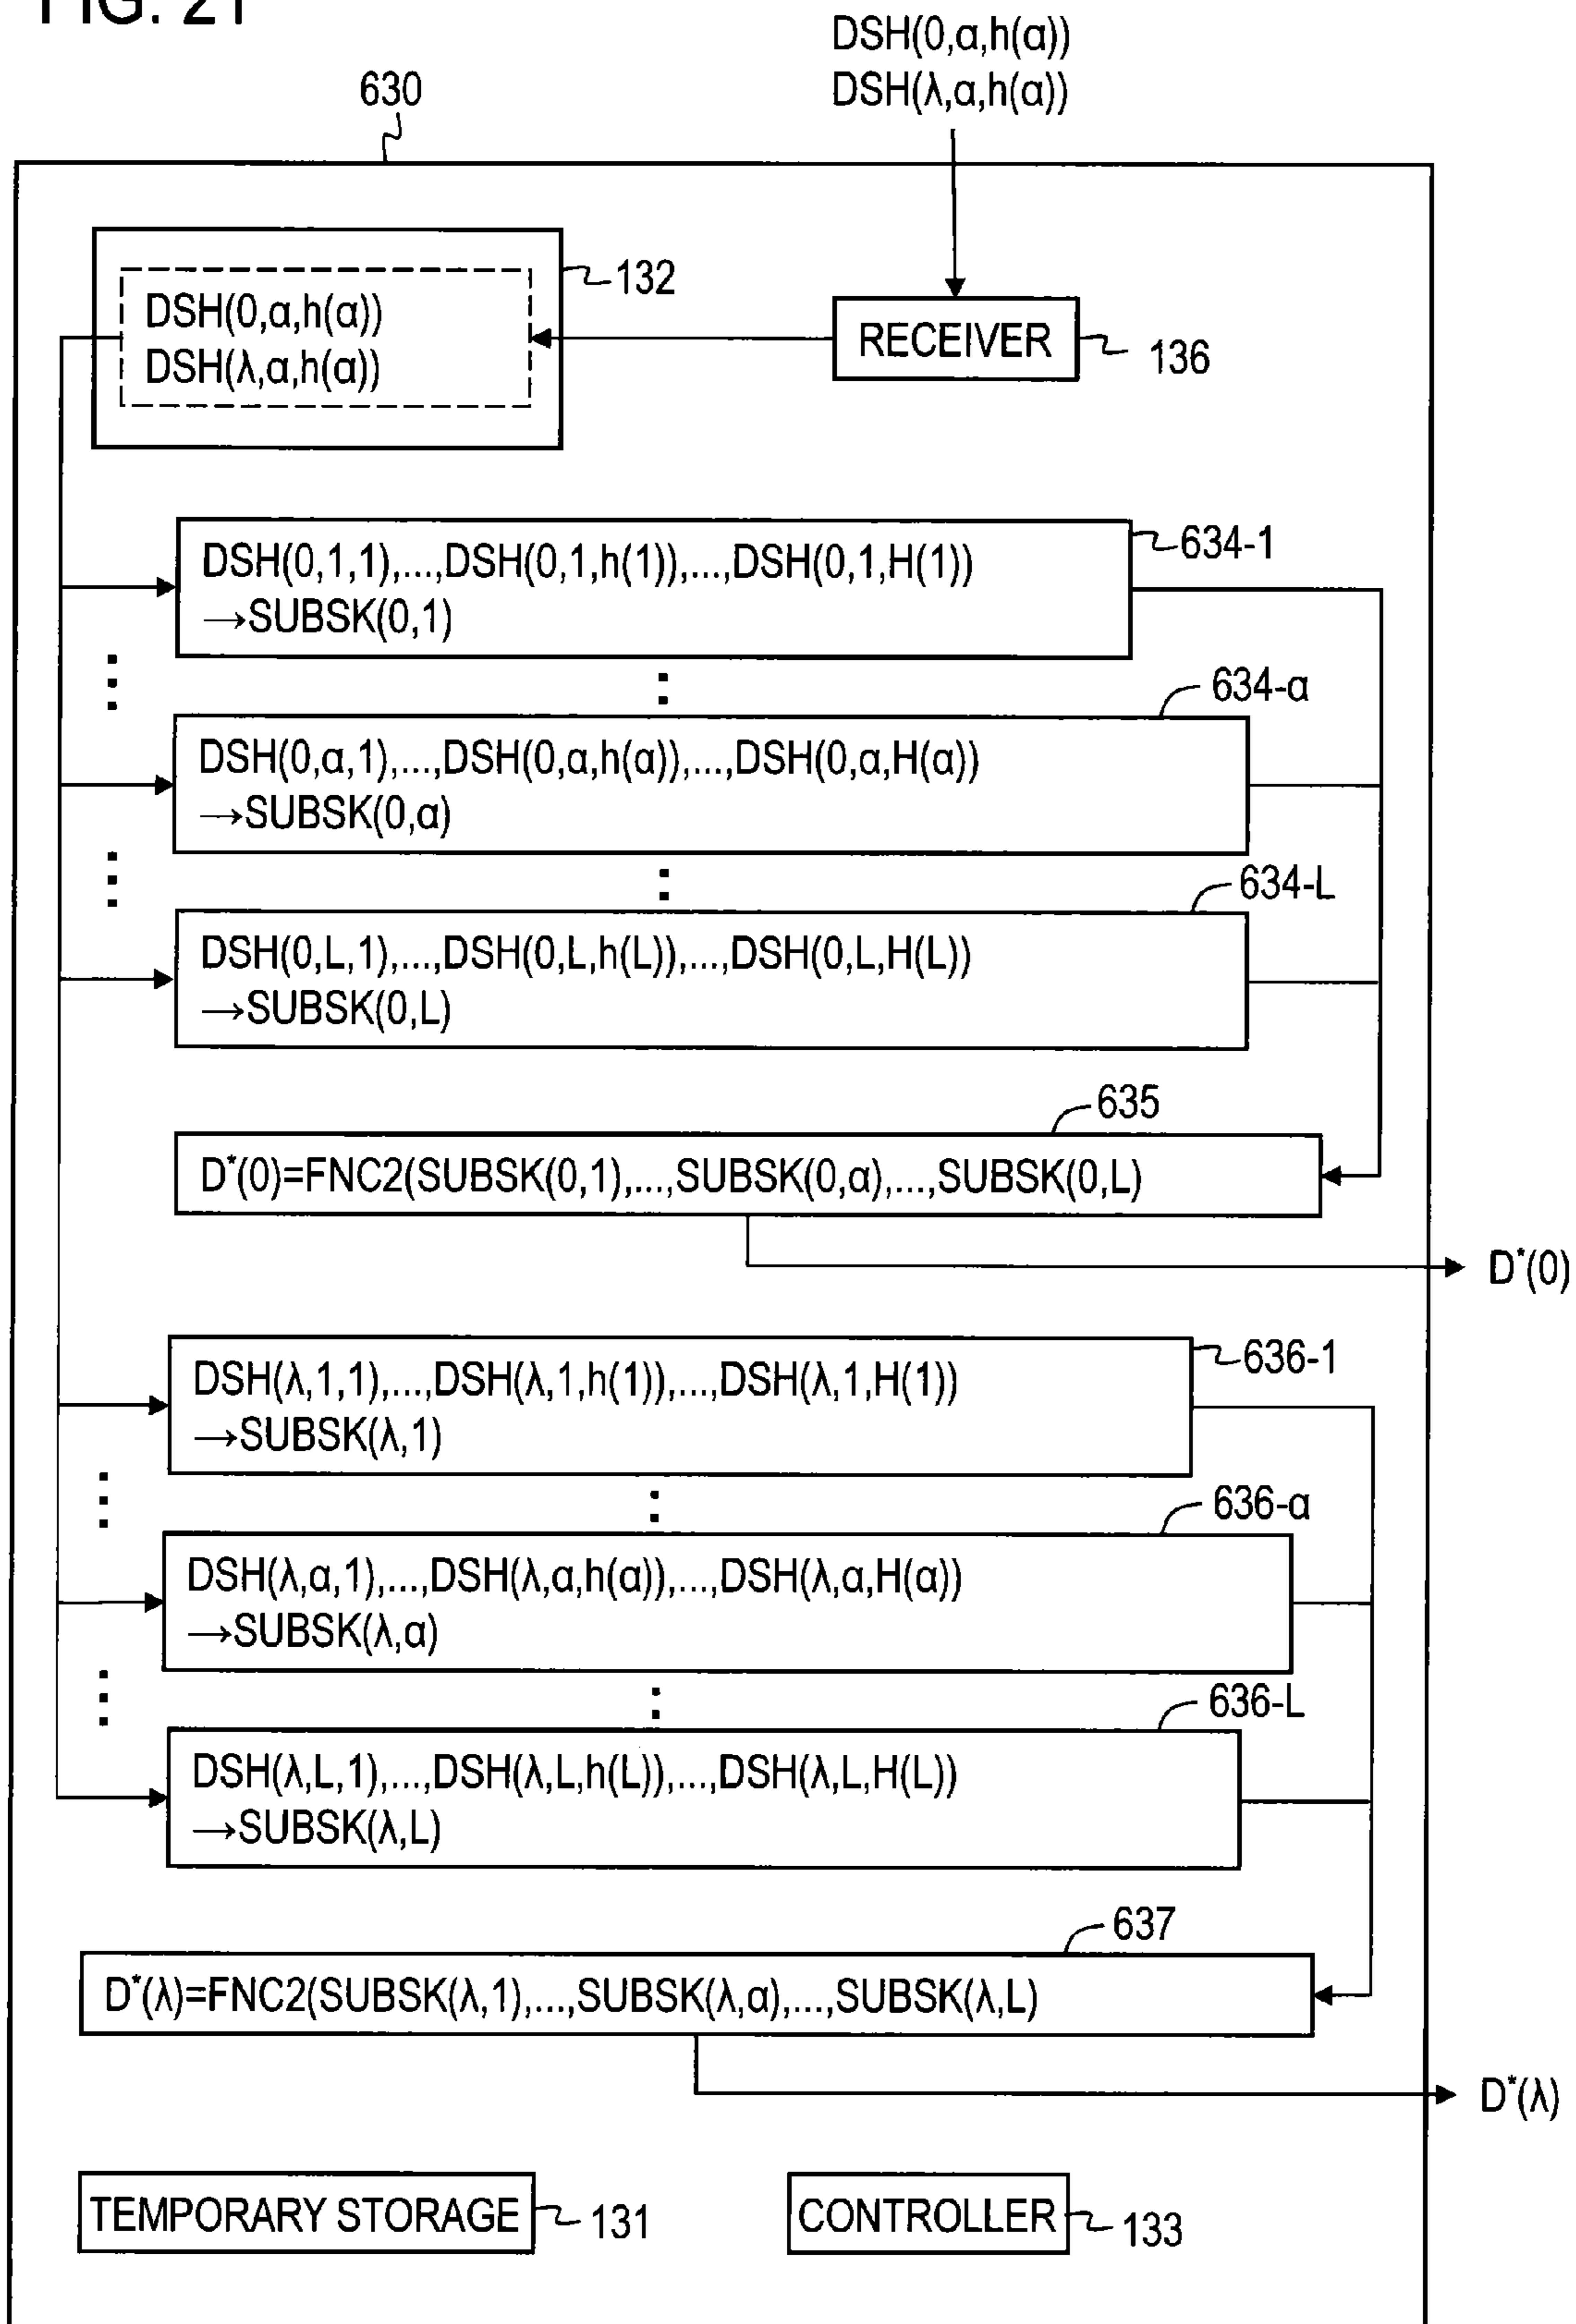 FIG. 21
DSH(0,α,h(α))
DSH(λ,α,h(α))
630
DSH(0,α,h(α))
DSH(λ,α,h(α))
132
RECEIVER
136
DSH(0,1,1),...,DSH(0,1,h(1)),...,DSH(0,1,H(1))
→SUBSK(0,1)
634-1
634-α
DSH(0,α,1),...,DSH(0,α,h(α)),...,DSH(0,α,H(α))
→SUBSK(0,α)
634-L
DSH(0,L,1),...,DSH(0,L,h(L)),...,DSH(0,L,H(L))
→SUBSK(0,L)
635
D*(0)=FNC2(SUBSK(0,1),...,SUBSK(0,α),...,SUBSK(0,L)
D*(0)
636-1
DSH(λ,1,1),...,DSH(λ,1,h(1)),...,DSH(λ,1,H(1))
→SUBSK(λ,1)
636-α
DSH(λ,α,1),...,DSH(λ,α,h(α)),...,DSH(λ,α,H(α))
→SUBSK(λ,α)
636-L
DSH(λ,L,1),...,DSH(λ,L,h(L)),...,DSH(λ,L,H(L))
→SUBSK(λ,L)
637
D*(λ)=FNC2(SUBSK(λ,1),...,SUBSK(λ,α),...,SUBSK(λ,L)
D*(λ)
TEMPORARY STORAGE
131
CONTROLLER
133